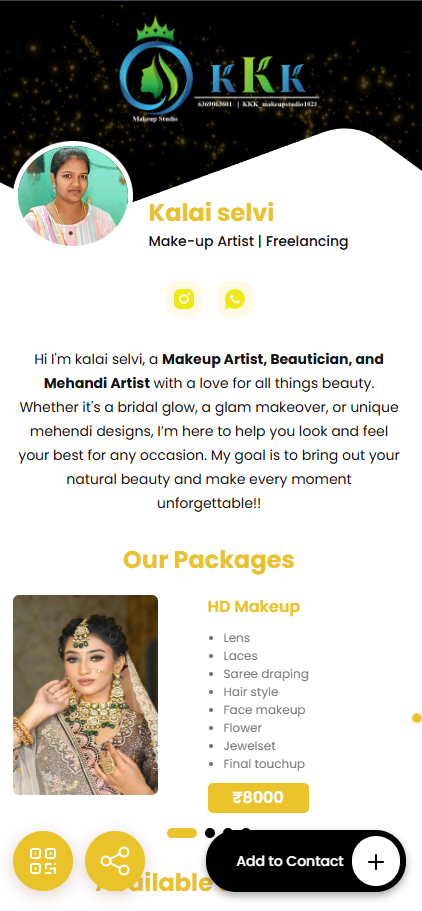 KKK
6369063601 | KKK_makeupstudio1021
Makeup Studio
Kalai selvi
Make-up Artist | Freelancing
Hi I'm kalai selvi, a Makeup Artist, Beautician, and
Mehandi Artist with a love for all things beauty.
Whether it's a bridal glow, a glam makeover, or unique
mehendi designs, I’m here to help you look and feel
your best for any occasion. My goal is to bring out your
natural beauty and make every moment
unforgettable!!
Our Packages
HD Makeup
Lens
Laces
Saree draping
Hair style
Face makeup
Flower
Jewelset
Final touchup
₹8000
Add to Contact